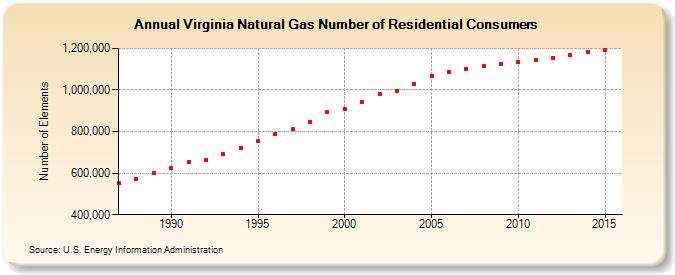 Annual Virginia Natural Gas Number of Residential Consumers
Number of Elements
1,200,000
1,000,000
800,000
600,000
400,000
1990 1995 2000 2005 2010 2015
Source: U.S. Energy Information Administration